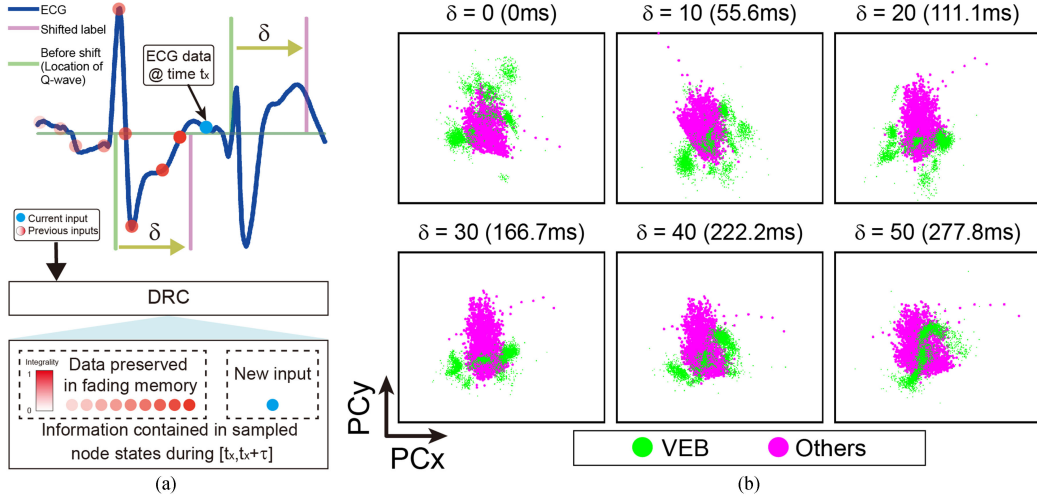 ECG
Shifted label
Before shift
(Location of
Q-wave)
δ
ECG data
@ time tx
δ
Current input
Previous inputs
DRC
Integrality
1
0
Data preserved
in fading memory
New input
Information contained in sampled
node states during [tx,tx+τ]
(a)
δ = 0 (0ms)
δ = 10 (55.6ms)
δ = 20 (111.1ms)
δ = 30 (166.7ms)
δ = 40 (222.2ms)
δ = 50 (277.8ms)
PCy
PCx
VEB
Others
(b)